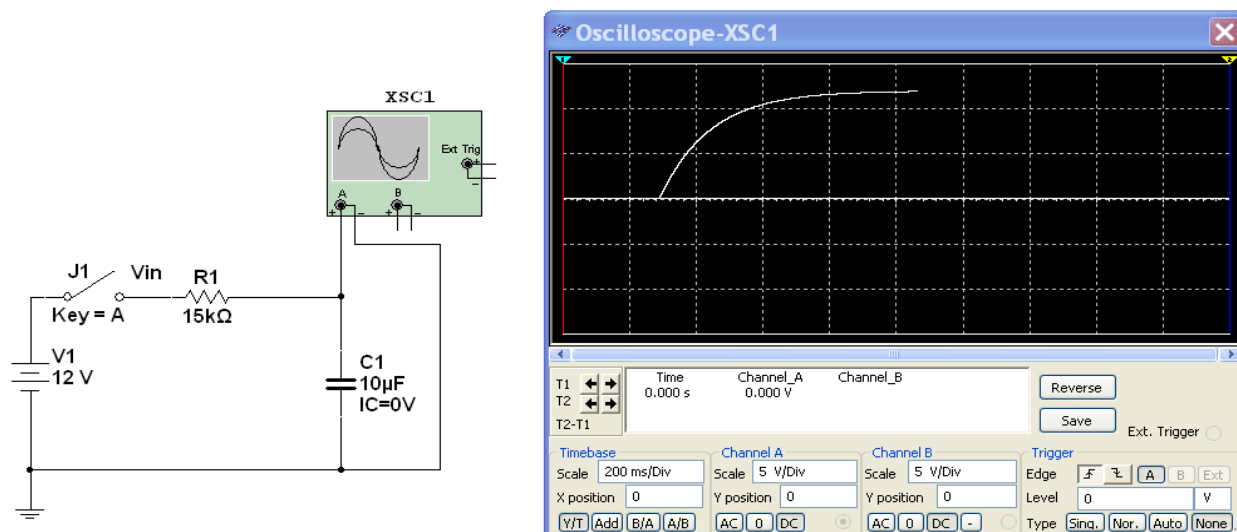 XSC1
Ext Trig
+
–
A
B
+ –
+ –
J1
Vin
R1
Key = A
15kΩ
V1
12 V
C1
10µF
IC=0V
Oscilloscope-XSC1
1
2
T1
T2
T2-T1
Time Channel_A Channel_B
0.000 s 0.000 V
Reverse
Save
Ext. Trigger
Timebase
Scale 200 ms/Div
X position 0
Y/T Add B/A A/B
Channel A
Scale 5 V/Div
Y position 0
AC 0 DC
Channel B
Scale 5 V/Div
Y position 0
AC 0 DC -
Trigger
Edge A B Ext
Level 0 V
Type Sing. Nor. Auto None